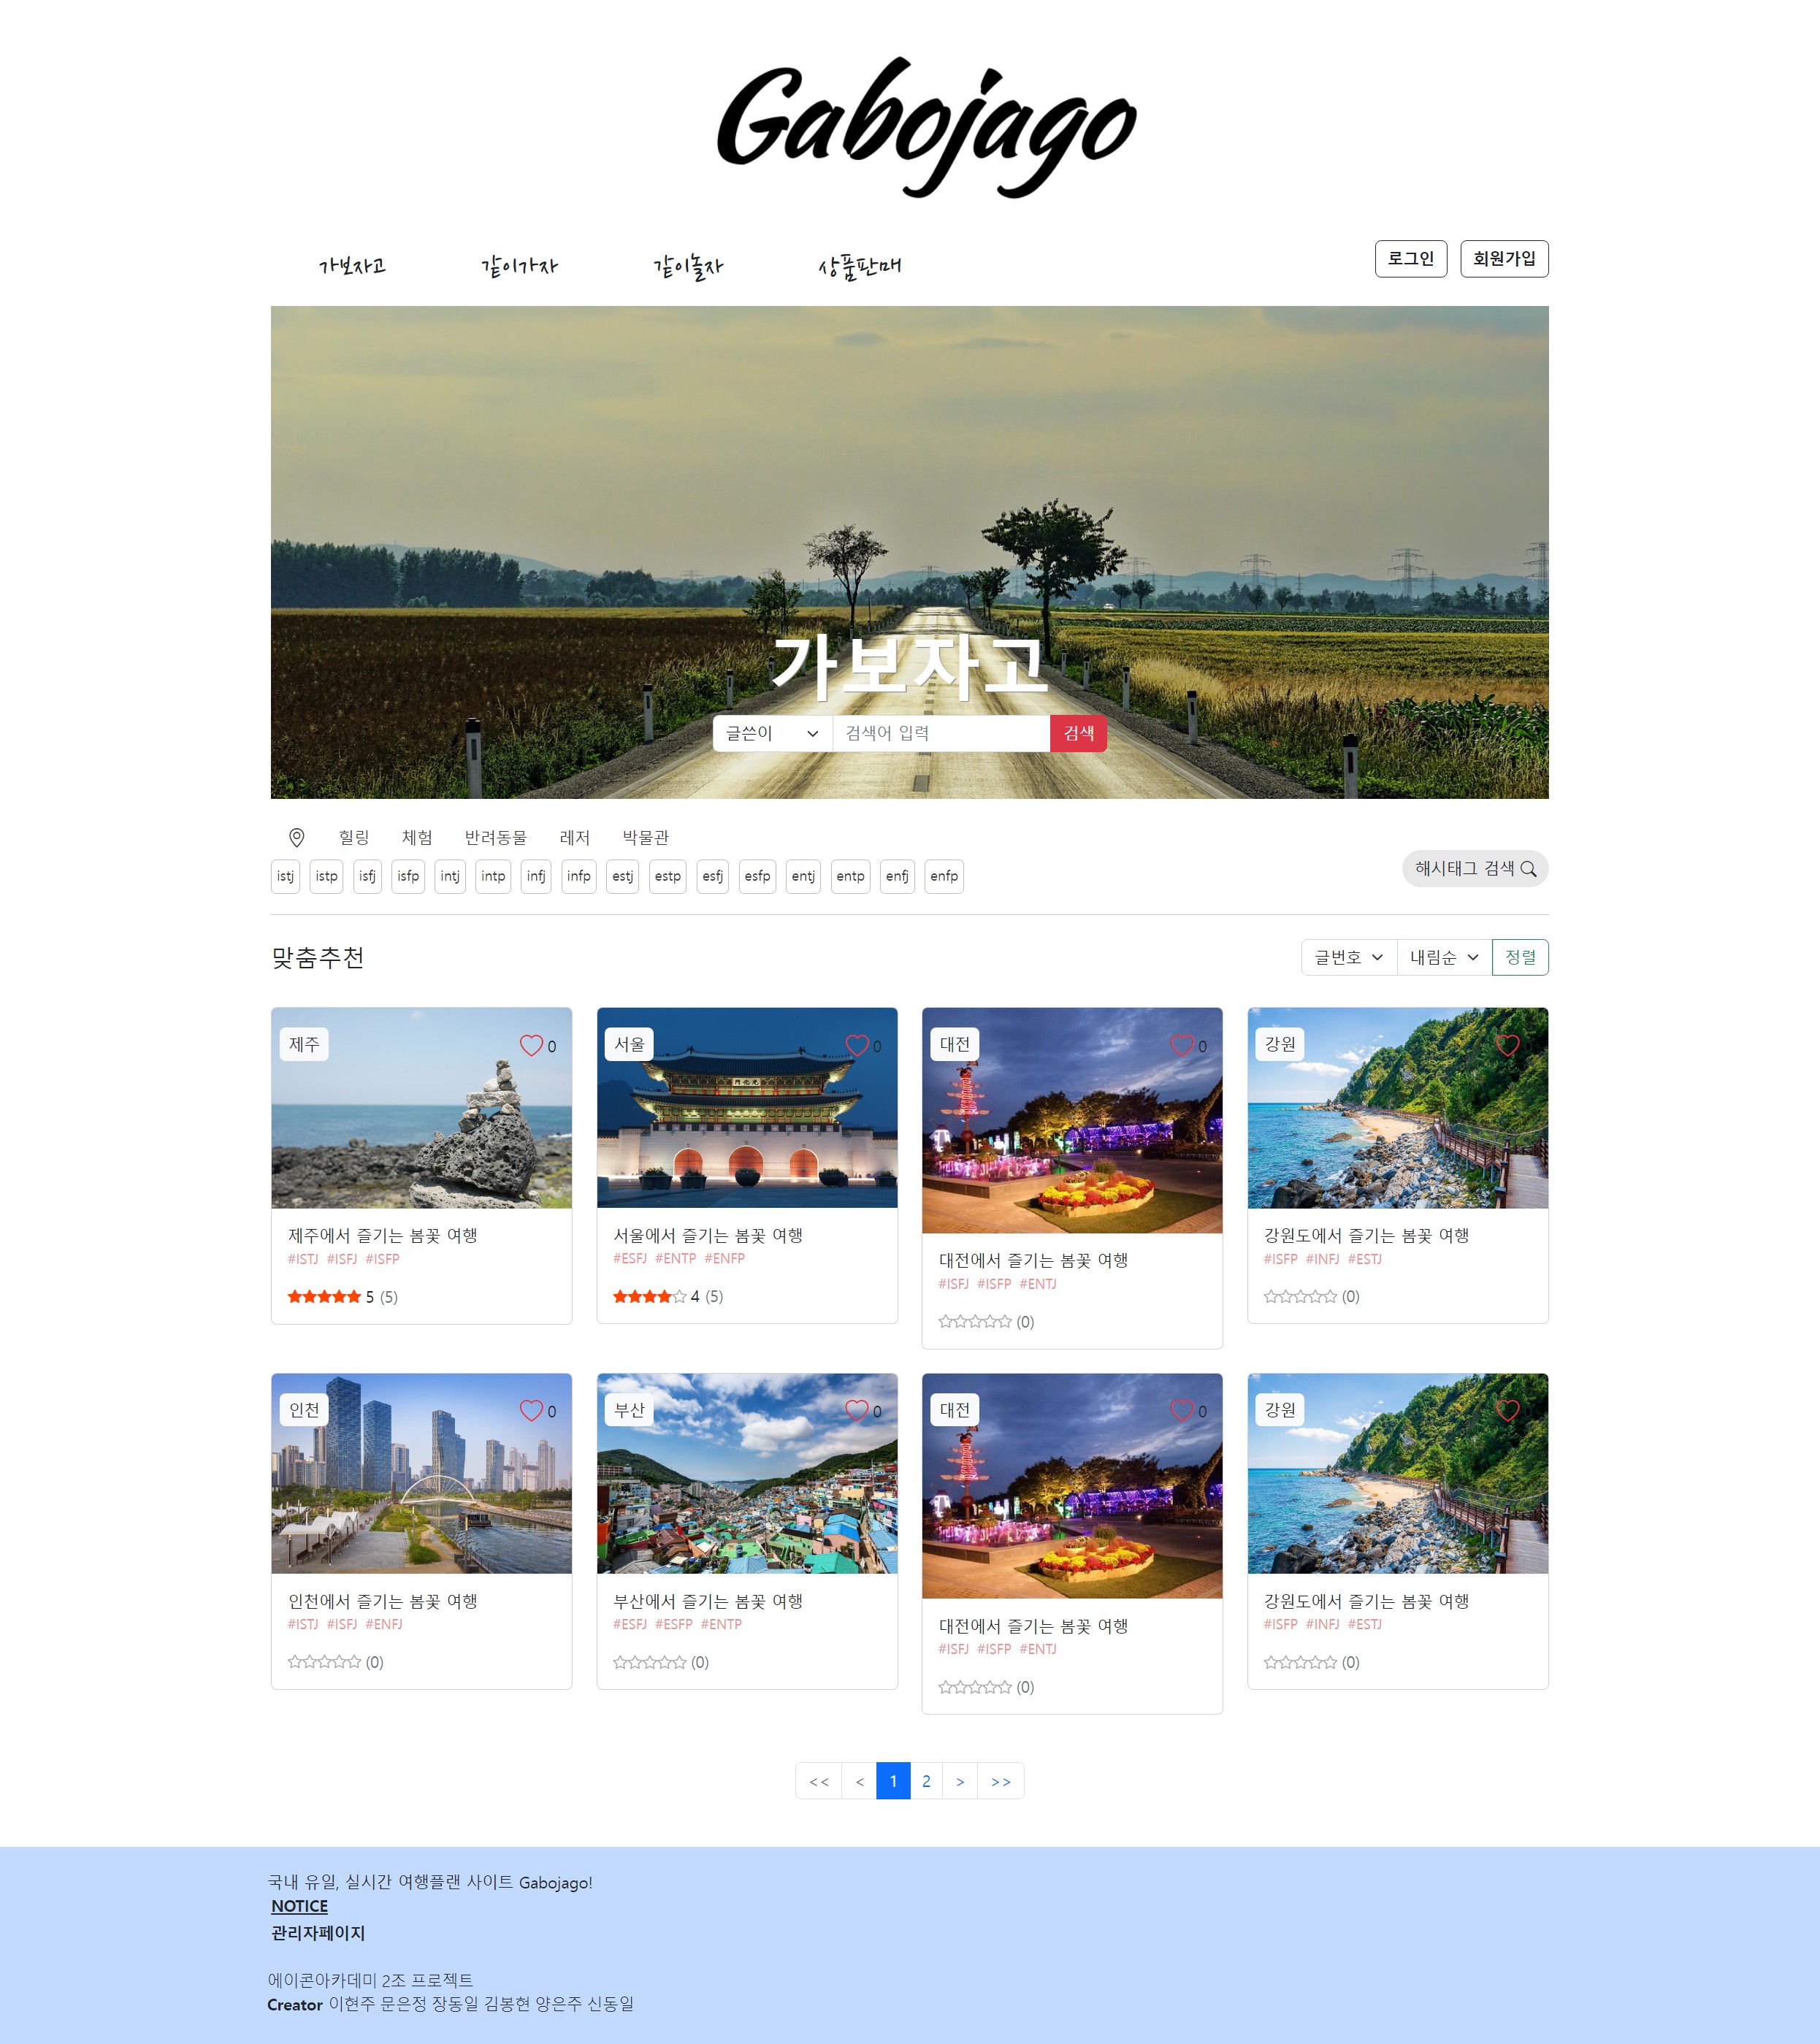 Gabojago
가보자고 같이가자 같이놀자 상품판매 로그인 회원가입
가보자고
글쓴이 검색어 입력 검색
힐링 체험 반려동물 레저 박물관
istj istp isfj isfp intj intp infj infp estj estp esfj esfp entj entp enfj enfp
해시태그 검색
맞춤추천 글번호 내림순 정렬
제주 0 서울 0 대전 0 강원
제주에서 즐기는 봄꽃 여행
#ISTJ #ISFJ #ISFP
5 (5)
서울에서 즐기는 봄꽃 여행
#ESFJ #ENTP #ENFP
4 (5)
대전에서 즐기는 봄꽃 여행
#ISFJ #ISFP #ENTJ
(0)
강원도에서 즐기는 봄꽃 여행
#ISFP #INFJ #ESTJ
(0)
인천 0 부산 0 대전 0 강원
인천에서 즐기는 봄꽃 여행
#ISTJ #ISFJ #ENFJ
(0)
부산에서 즐기는 봄꽃 여행
#ESFJ #ESFP #ENTP
(0)
대전에서 즐기는 봄꽃 여행
#ISFJ #ISFP #ENTJ
(0)
강원도에서 즐기는 봄꽃 여행
#ISFP #INFJ #ESTJ
(0)
<< < 1 2 > >>
국내 유일, 실시간 여행플랜 사이트 Gabojago!
NOTICE
관리자페이지
에이콘아카데미 2조 프로젝트
Creator 이현주 문은정 장동일 김봉현 양은주 신동일